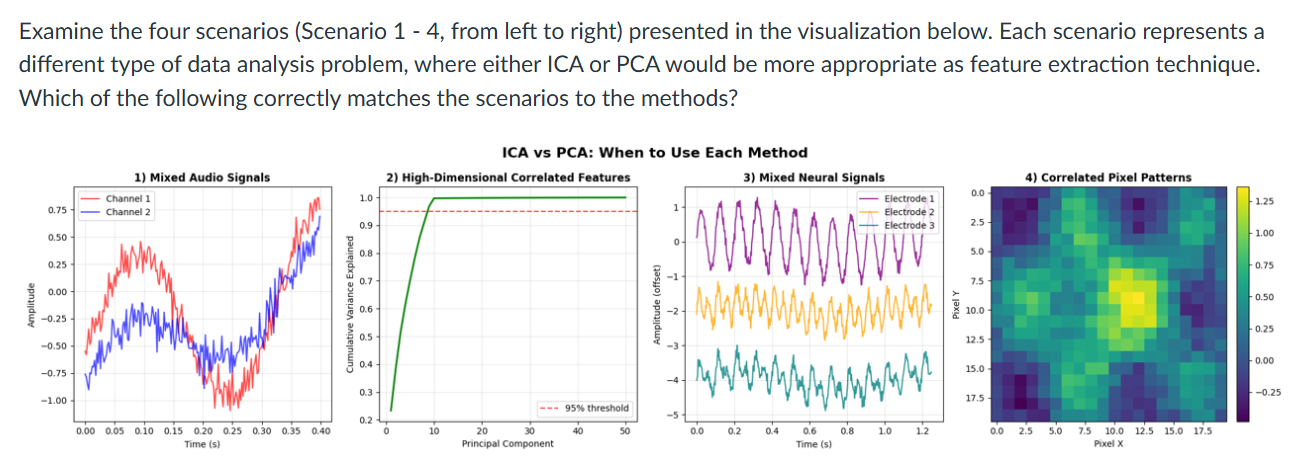 Examine the four scenarios (Scenario 1 - 4, from left to right) presented in the visualization below. Each scenario represents a
different type of data analysis problem, where either ICA or PCA would be more appropriate as feature extraction technique.
Which of the following correctly matches the scenarios to the methods?
ICA vs PCA: When to Use Each Method
1) Mixed Audio Signals
Channel 1
Channel 2
0.75
0.50
0.25
0.00
−0.25
−0.50
−0.75
−1.00
Amplitude
0.00 0.05 0.10 0.15 0.20 0.25 0.30 0.35 0.40
Time (s)
2) High-Dimensional Correlated Features
1.0
0.9
0.8
0.7
0.6
0.5
0.4
0.3
0.2
Cumulative Variance Explained
95% threshold
0 10 20 30 40 50
Principal Component
3) Mixed Neural Signals
Electrode 1
Electrode 2
Electrode 3
1
0
−1
−2
−3
−4
−5
Amplitude (offset)
0.0 0.2 0.4 0.6 0.8 1.0 1.2
Time (s)
4) Correlated Pixel Patterns
0.0
2.5
5.0
7.5
10.0
12.5
15.0
17.5
Pixel Y
0.0 2.5 5.0 7.5 10.0 12.5 15.0 17.5
Pixel X
1.25
1.00
0.75
0.50
0.25
0.00
−0.25